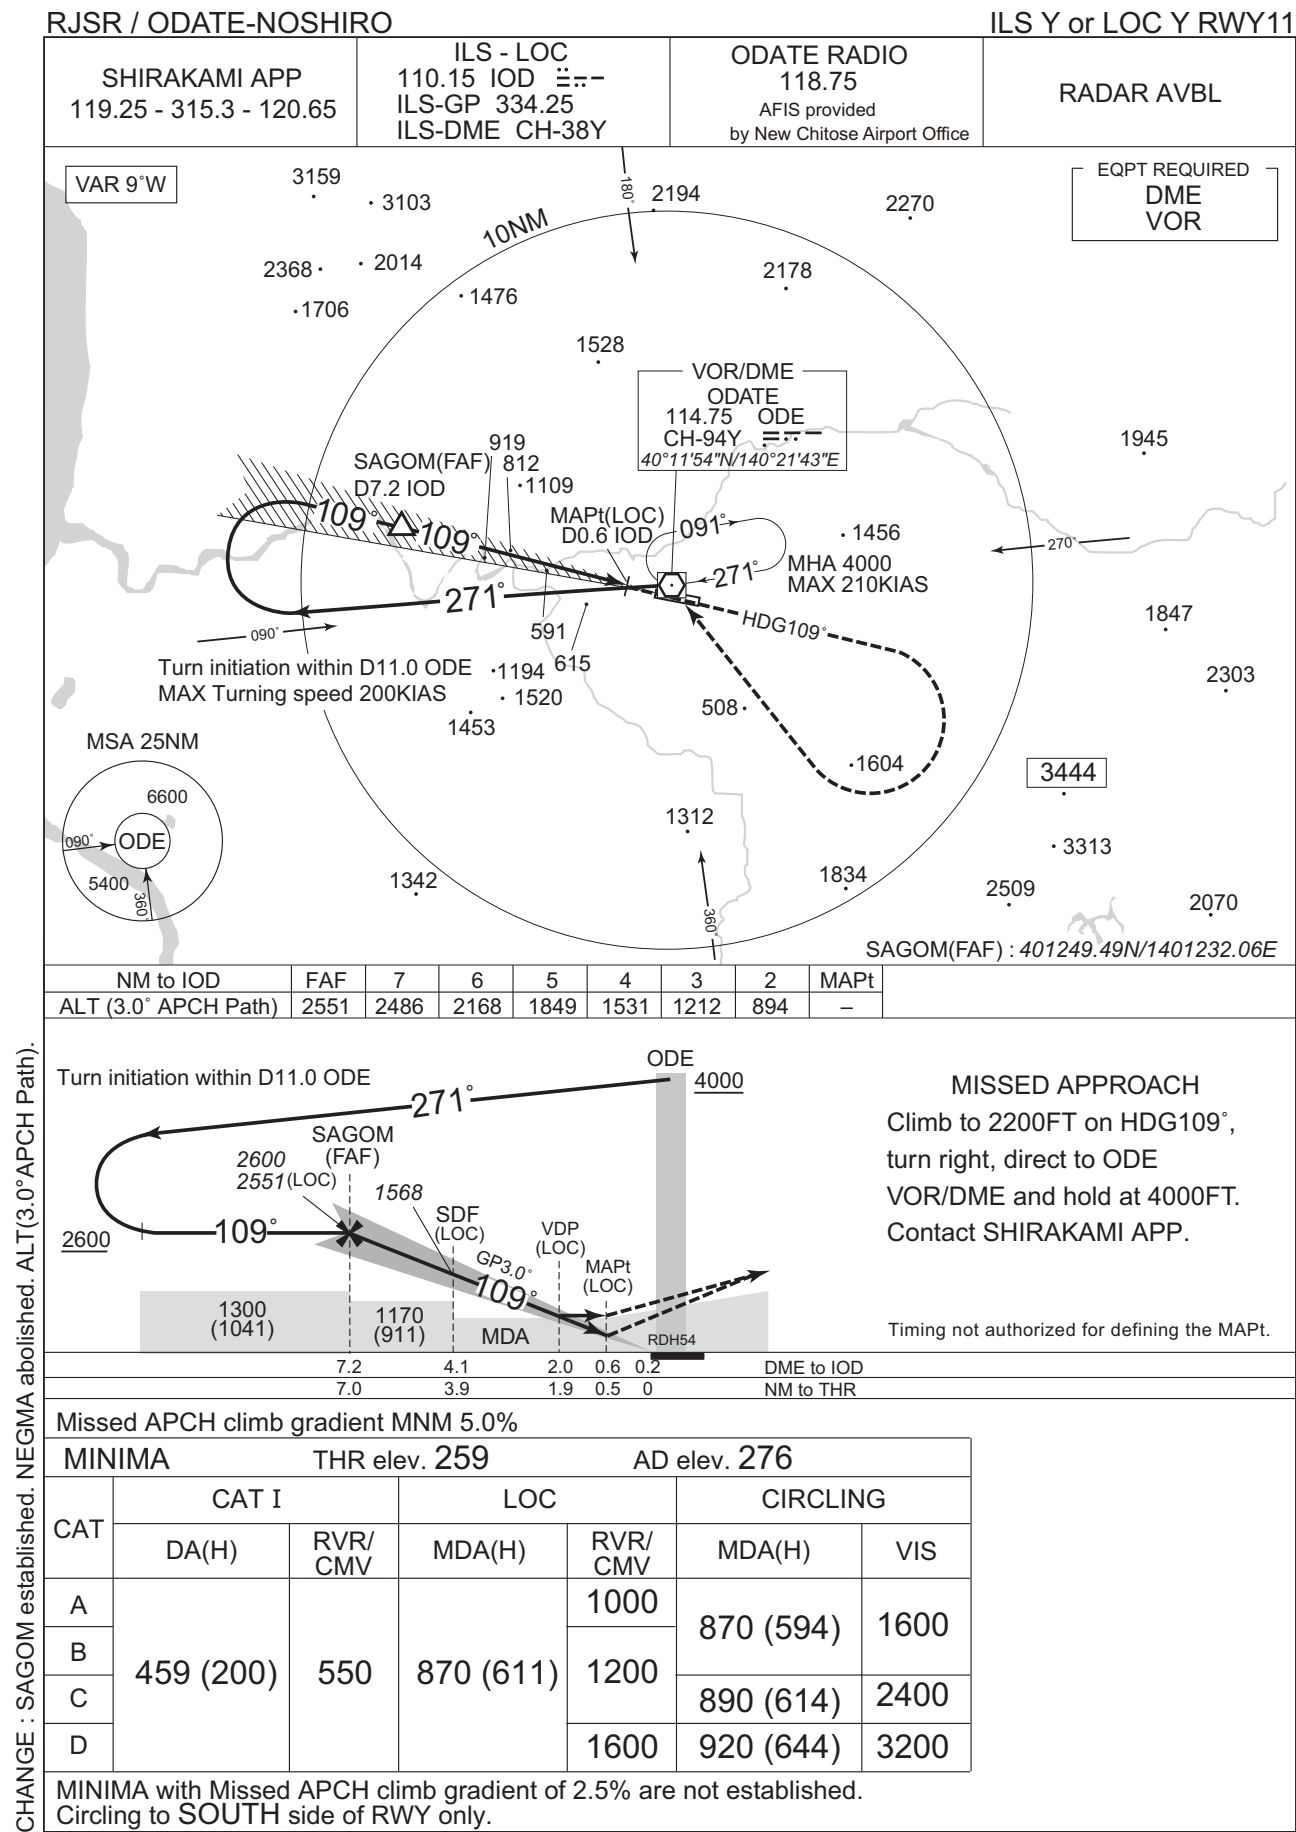 RJSR / ODATE-NOSHIRO
ILS Y or LOC Y RWY11
SHIRAKAMI APP
119.25 - 315.3 - 120.65
ILS - LOC
110.15 IOD
ILS-GP 334.25
ILS-DME CH-38Y
ODATE RADIO
118.75
AFIS provided
by New Chitose Airport Office
RADAR AVBL
VAR 9°W
EQPT REQUIRED
DME
VOR
3159
3103
180°
2194
2270
10NM
2368
2014
2178
1706
1476
1528
VOR/DME
ODATE
114.75 ODE
CH-94Y
40°11'54"N/140°21'43"E
1945
919
SAGOM(FAF)
812
D7.2 IOD
1109
109°
109°
MAPt(LOC)
D0.6 IOD
091°
1456
270°
271°
MHA 4000
MAX 210KIAS
271°
090°
591
HDG109°
1847
Turn initiation within D11.0 ODE
MAX Turning speed 200KIAS
1194
615
1520
1453
508
2303
MSA 25NM
6600
090°
ODE
5400
360°
1604
3444
1312
3313
1342
360°
1834
2509
2070
SAGOM(FAF) : 401249.49N/1401232.06E
NM to IOD FAF 7 6 5 4 3 2 MAPt
ALT (3.0° APCH Path) 2551 2486 2168 1849 1531 1212 894 –
Turn initiation within D11.0 ODE
ODE
4000
271°
SAGOM
(FAF)
2600
2551(LOC)
1568
SDF
(LOC)
VDP
(LOC)
MAPt
(LOC)
2600
109°
GP3.0°
109°
1300
(1041)
1170
(911)
MDA
RDH54
7.2 4.1 2.0 0.6 0.2 DME to IOD
7.0 3.9 1.9 0.5 0 NM to THR
MISSED APPROACH
Climb to 2200FT on HDG109°,
turn right, direct to ODE
VOR/DME and hold at 4000FT.
Contact SHIRAKAMI APP.
Timing not authorized for defining the MAPt.
Missed APCH climb gradient MNM 5.0%
MINIMA THR elev. 259 AD elev. 276
CAT
CAT I LOC CIRCLING
DA(H) RVR/CMV MDA(H) RVR/CMV MDA(H) VIS
A 1000
B 870 (594) 1600
459 (200) 550 870 (611) 1200
C 890 (614) 2400
D 1600 920 (644) 3200
MINIMA with Missed APCH climb gradient of 2.5% are not established.
Circling to SOUTH side of RWY only.
CHANGE : SAGOM established. NEGMA abolished. ALT(3.0°APCH Path).